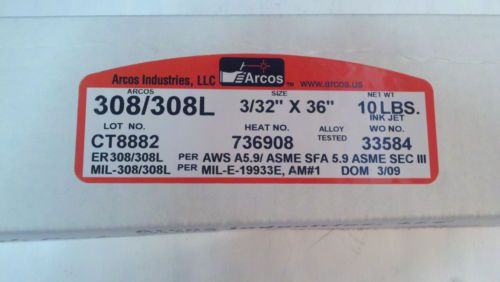 Arcos Industries, LLC Arcos™ www.arcos.us
ARCOS SIZE NET WT
308/308L 3/32" X 36" 10 LBS.
INK JET
LOT NO. HEAT NO. ALLOY TESTED WO NO.
CT8882 736908 33584
ER308/308L PER AWS A5.9/ ASME SFA 5.9 ASME SEC III
MIL-308/308L PER MIL-E-19933E, AM#1 DOM 3/09